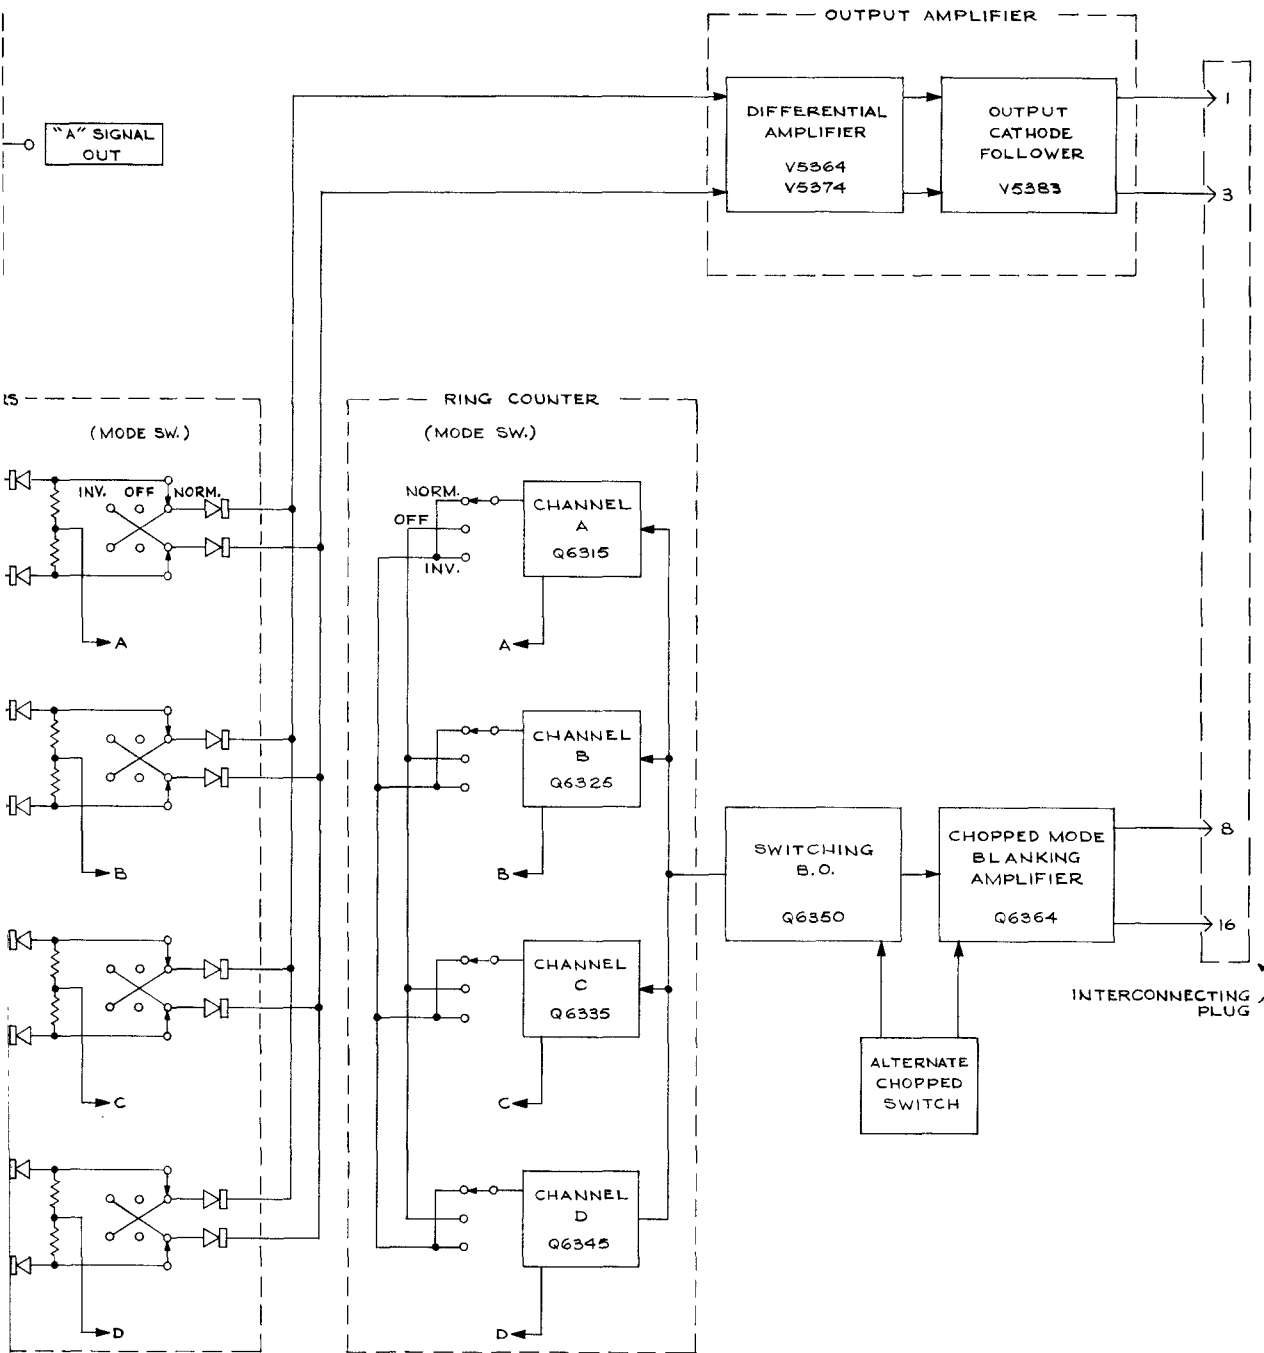 OUTPUT AMPLIFIER
"A" SIGNAL
OUT
DIFFERENTIAL
AMPLIFIER
V5364
V5374
OUTPUT
CATHODE
FOLLOWER
V5383
1
3
RS
(MODE SW.)
INV. OFF NORM.
A
B
C
D
RING COUNTER
(MODE SW.)
NORM.
OFF
INV.
CHANNEL
A
Q6315
A
CHANNEL
B
Q6325
B
CHANNEL
C
Q6335
C
CHANNEL
D
Q6345
D
SWITCHING
B.O.
Q6350
CHOPPED MODE
BLANKING
AMPLIFIER
Q6364
8
16
INTERCONNECTING
PLUG
ALTERNATE
CHOPPED
SWITCH